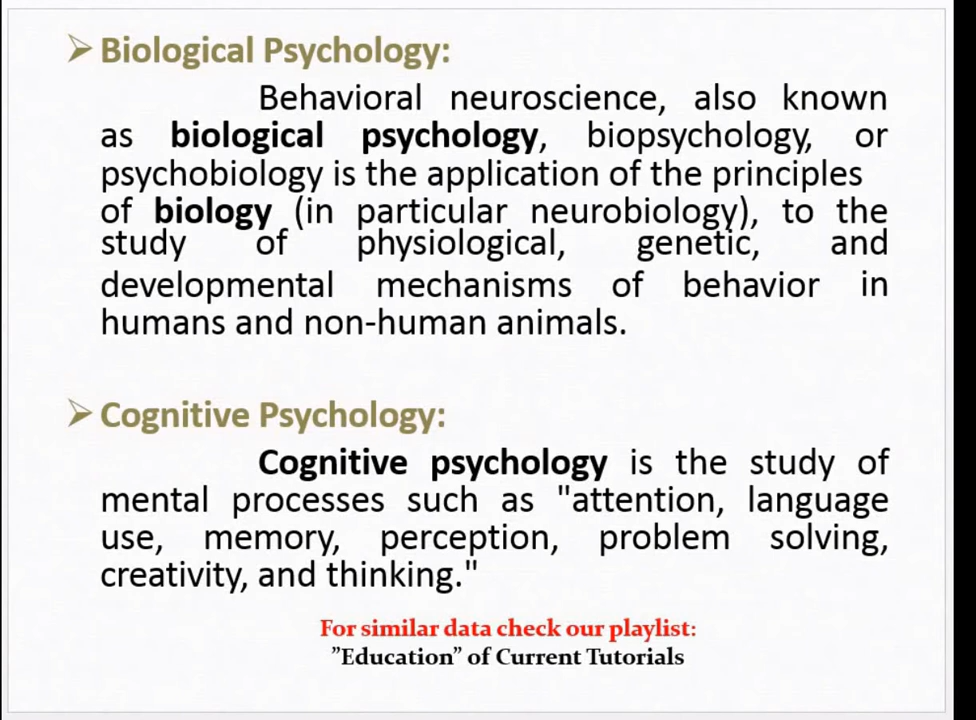 ➢ Biological Psychology:
Behavioral neuroscience, also known
as biological psychology, biopsychology, or
psychobiology is the application of the principles
of biology (in particular neurobiology), to the
study of physiological, genetic, and
developmental mechanisms of behavior in
humans and non-human animals.
➢ Cognitive Psychology:
Cognitive psychology is the study of
mental processes such as "attention, language
use, memory, perception, problem solving,
creativity, and thinking."
For similar data check our playlist:
”Education” of Current Tutorials